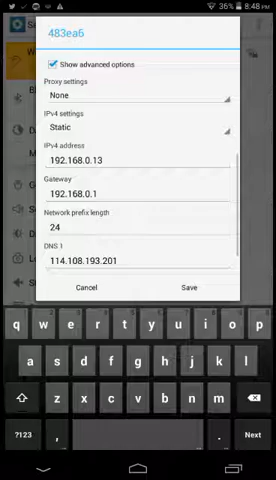 36% 8:48 PM
483ea6
Show advanced options
Proxy settings
None
IPv4 settings
Static
IPv4 address
192.168.0.13
Gateway
192.168.0.1
Network prefix length
24
DNS 1
114.108.193.201
Cancel Save
q w e r t y u i o p
a s d f g h j k l
z x c v b n m
?123 , . Next